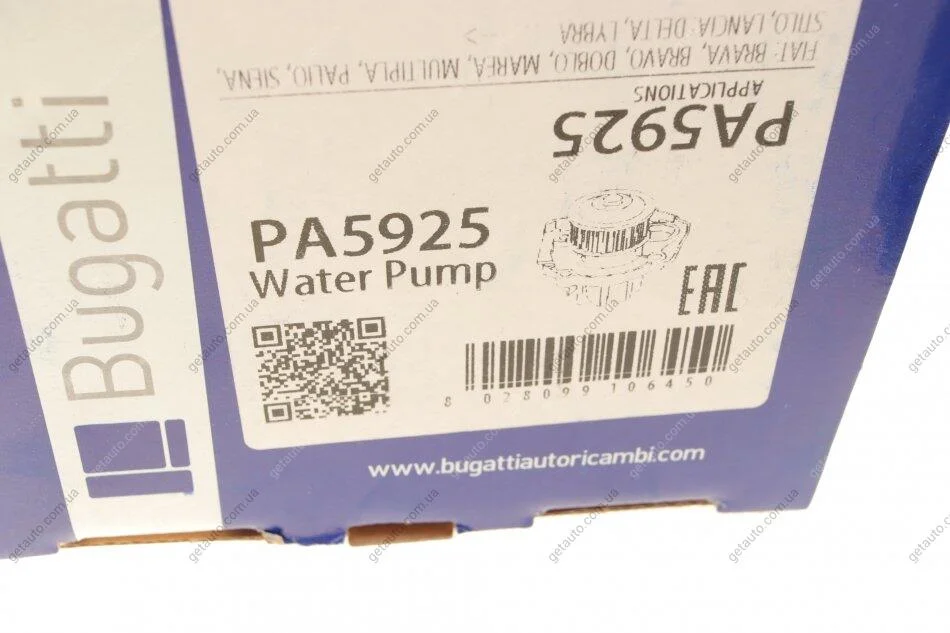 Bugatti
PA5925
APPLICATIONS
FIAT: BRAVA, BRAVO, DOBLO, MAREA, MULTIPLA, PALIO, SIENA,
STILO, LANCIA: DELTA, LYBRA
PA5925
Water Pump
EAC
8 028099 106450
www.bugattiautoricambi.com
getauto.com.ua